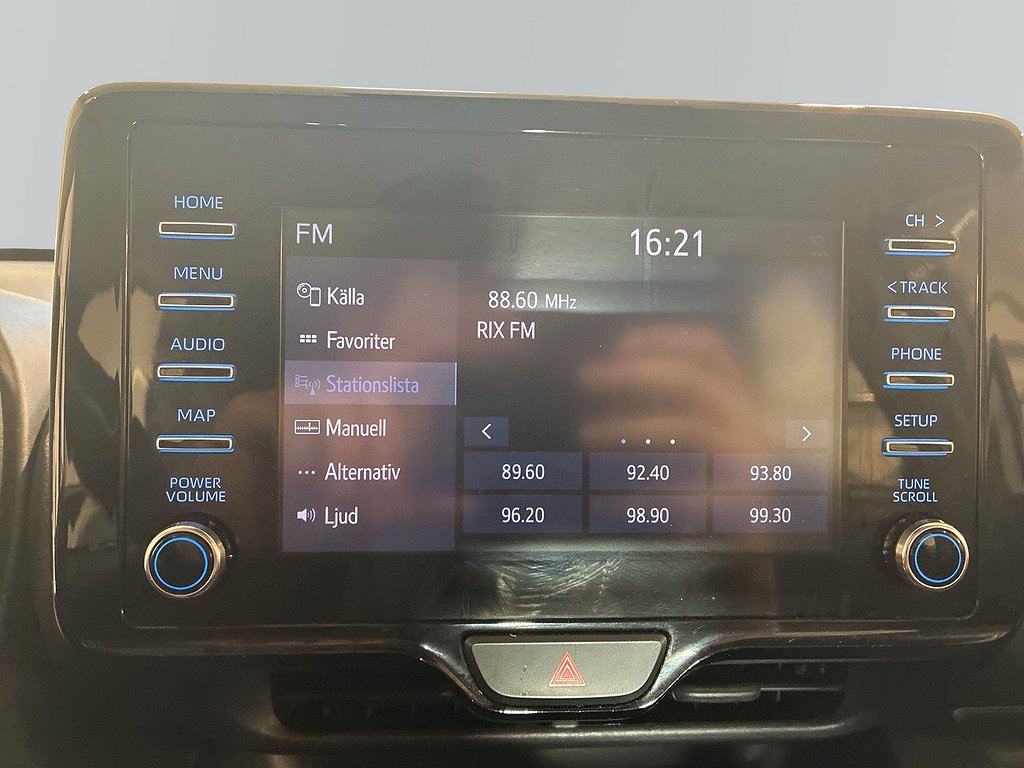 HOME
MENU
AUDIO
MAP
POWER
VOLUME
FM
16:21
Källa
Favoriter
Stationslista
Manuell
Alternativ
Ljud
88.60 MHz
RIX FM
< >
89.60 92.40 93.80
96.20 98.90 99.30
CH >
< TRACK
PHONE
SETUP
TUNE
SCROLL